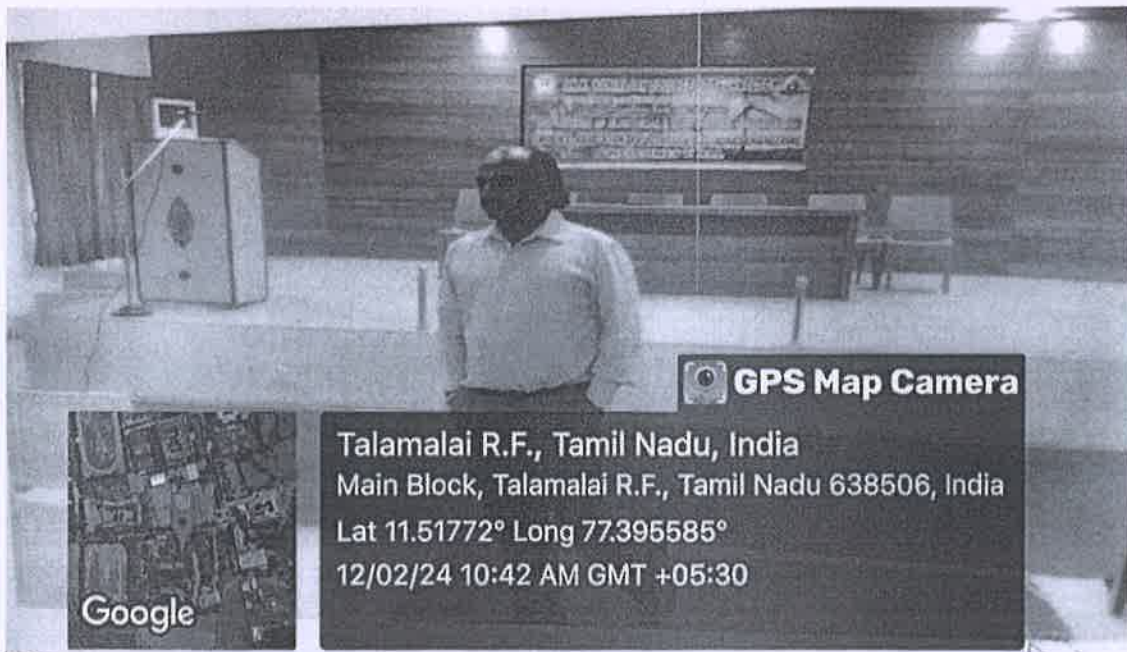 GPS Map Camera
Talamalai R.F., Tamil Nadu, India
Main Block, Talamalai R.F., Tamil Nadu 638506, India
Lat 11.51772° Long 77.395585°
12/02/24 10:42 AM GMT +05:30
Google